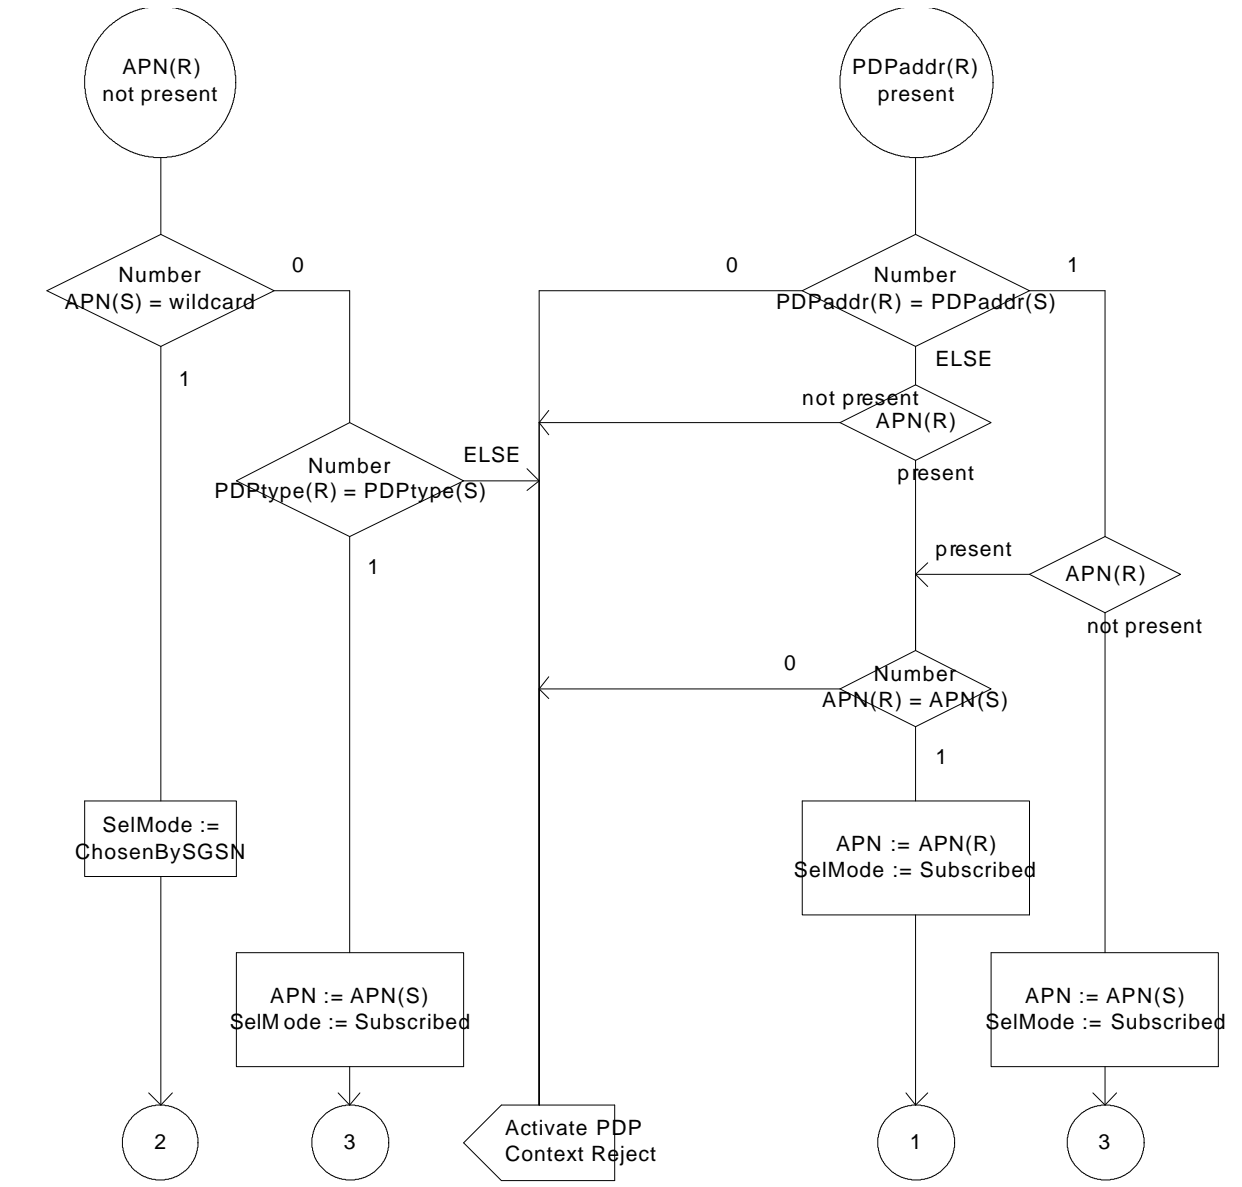 APN(R)
not present
PDPaddr(R)
present
0
0
1
Number
APN(S) = wildcard
Number
PDPaddr(R) = PDPaddr(S)
ELSE
1
not present
APN(R)
ELSE
Number
PDPtype(R) = PDPtype(S)
present
present
1
APN(R)
not present
0
Number
APN(R) = APN(S)
1
SelMode :=
ChosenBySGSN
APN := APN(R)
SelMode := Subscribed
APN := APN(S)
SelMode := Subscribed
APN := APN(S)
SelMode := Subscribed
2
3
Activate PDP
Context Reject
1
3